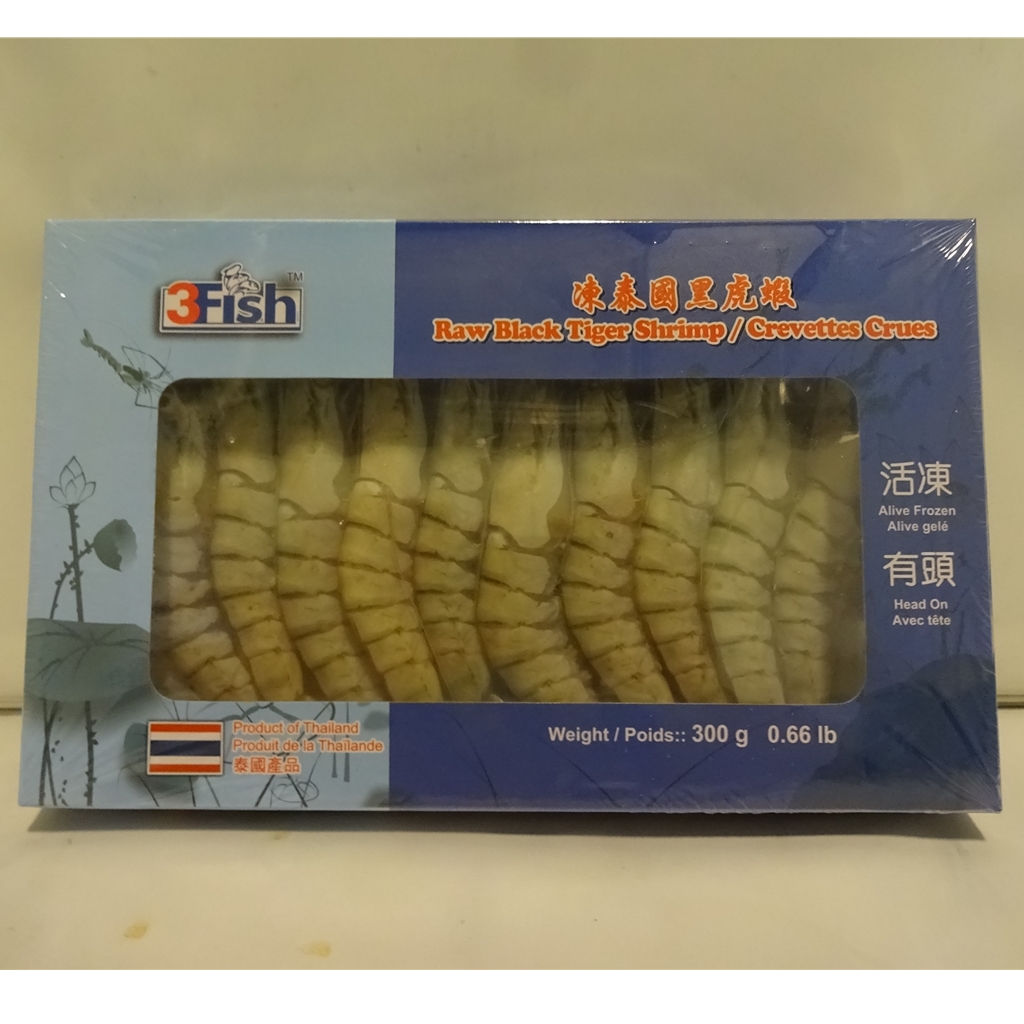 3Fish TM
凍泰國黑虎蝦
Raw Black Tiger Shrimp / Crevettes Crues
活凍
Alive Frozen
Alive gelé
有頭
Head On
Avec tête
Product of Thailand
Produit de la Thaïlande
泰國產品
Weight / Poids:: 300 g 0.66 lb